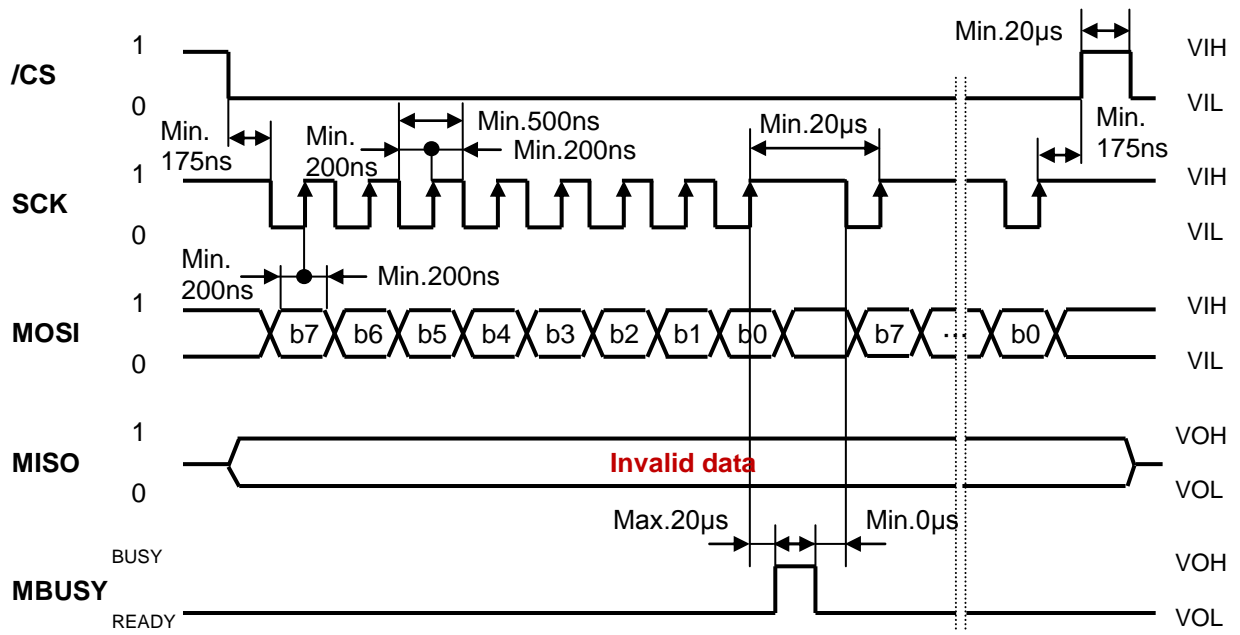 Min.20µs
1
VIH
/CS
0
VIL
Min.
175ns
Min.
200ns
Min.500ns
Min.200ns
Min.20µs
Min.
175ns
1
VIH
SCK
0
VIL
Min.
200ns
Min.200ns
1
VIH
MOSI
b7 b6 b5 b4 b3 b2 b1 b0 b7 ... b0
0
VIL
1
VOH
MISO
Invalid data
0
VOL
Max.20µs
Min.0µs
BUSY
VOH
MBUSY
READY
VOL